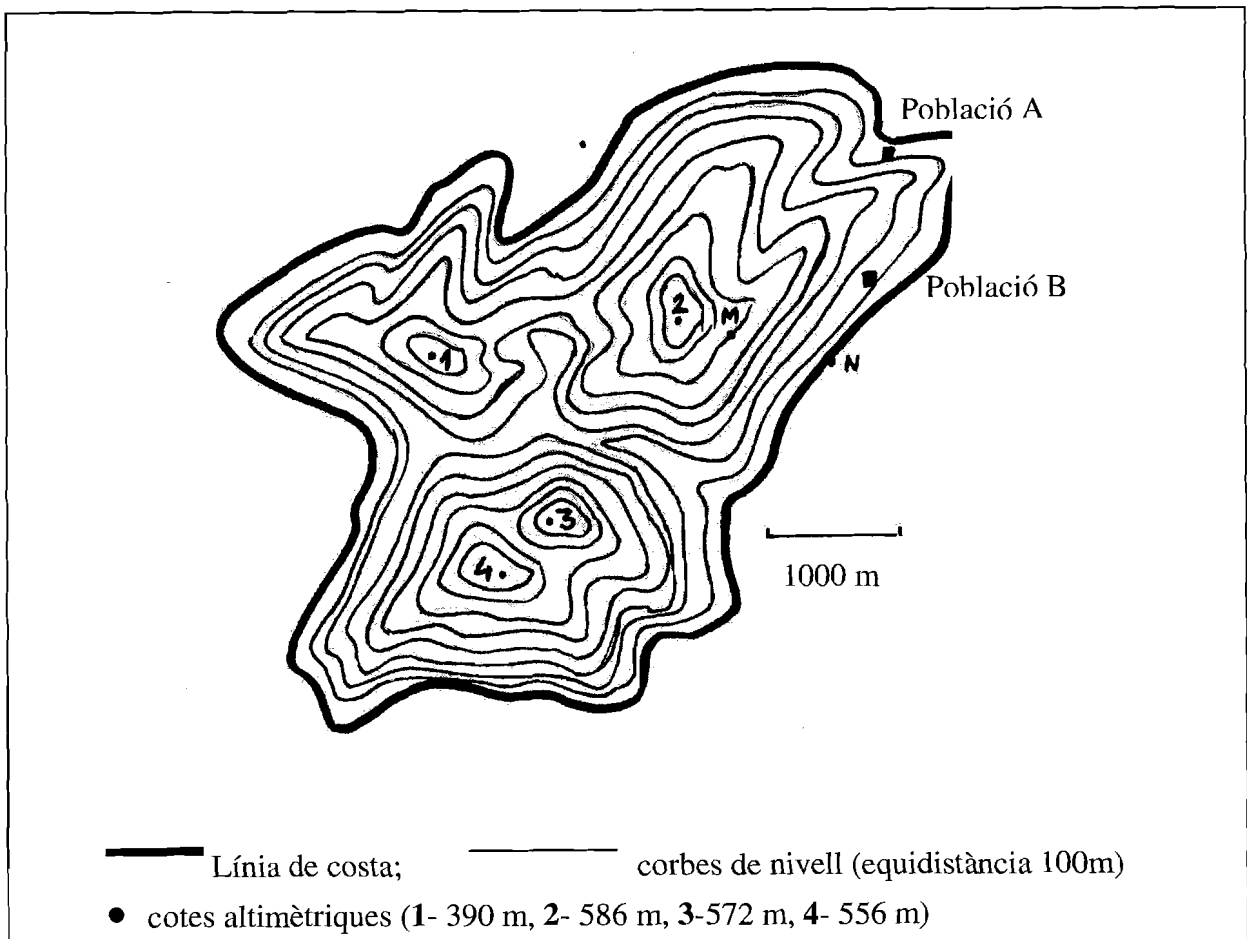 Població A
2
M
Població B
1
N
3
4
1000 m
Línia de costa; corbes de nivell (equidistància 100m)
• cotes altimètriques (1- 390 m, 2- 586 m, 3-572 m, 4- 556 m)